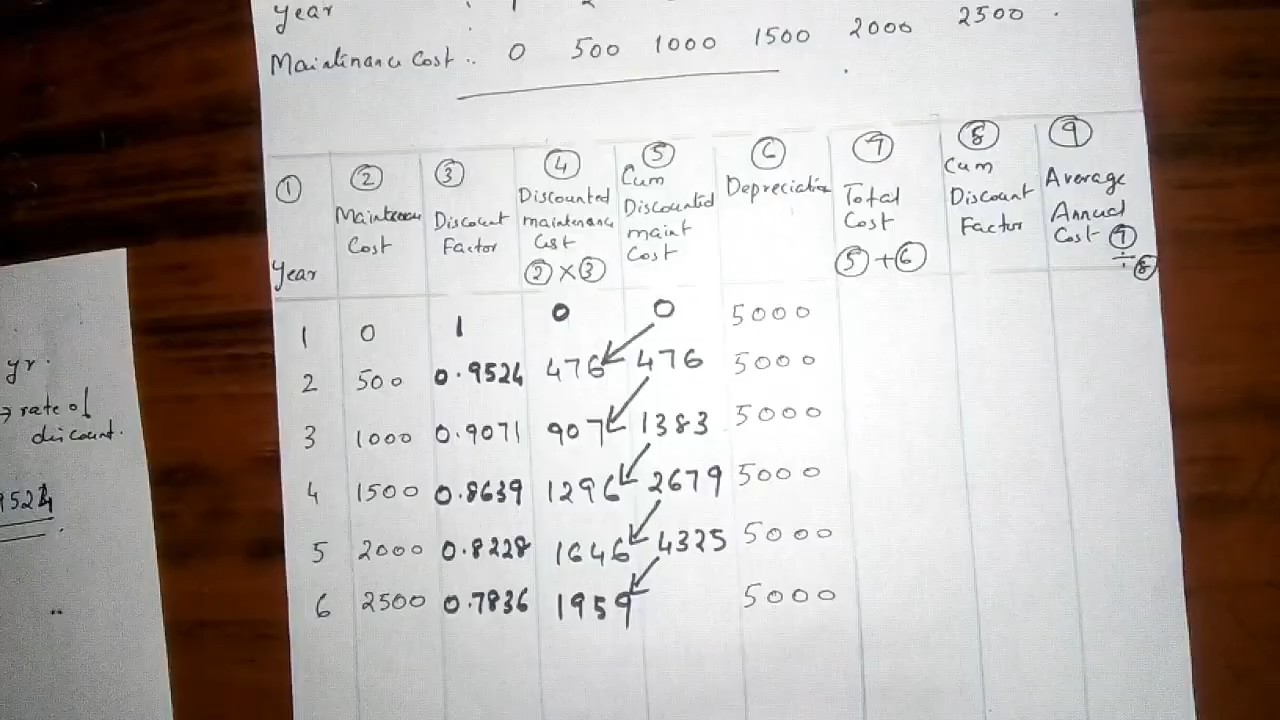 Year : 1
Maintenance Cost : 0 500 1000 1500 2000 2500
① Year
② Maintenance Cost
③ Discount Factor
④ Discounted maintenance Cost ② × ③
⑤ Cum Discounted maint Cost
⑥ Depreciation
⑦ Total Cost ⑤ + ⑥
⑧ Cum Discount Factor
⑨ Average Annual Cost ⑦ ÷ ⑧
1 0 1 0 0 5000
2 500 0.9524 476 476 5000
3 1000 0.9071 907 1383 5000
4 1500 0.8639 1296 2679 5000
5 2000 0.8228 1646 4325 5000
6 2500 0.7836 1959 5000
yr.
→ rate of
discount.
9524